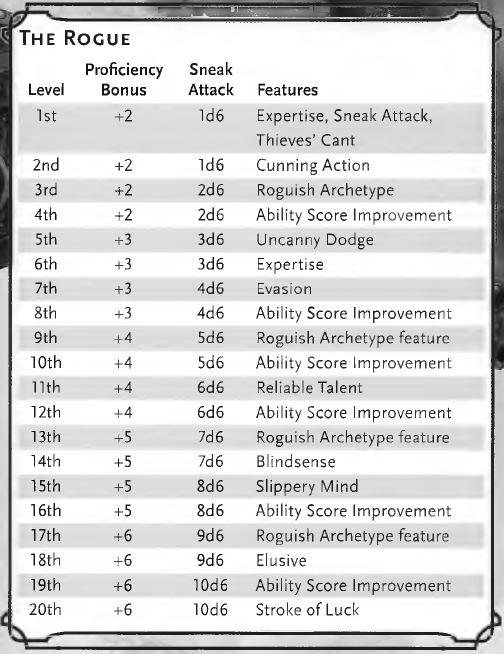 THE ROGUE
Proficiency Sneak
Level Bonus Attack Features
1st +2 1d6 Expertise, Sneak Attack,
Thieves' Cant
2nd +2 1d6 Cunning Action
3rd +2 2d6 Roguish Archetype
4th +2 2d6 Ability Score Improvement
5th +3 3d6 Uncanny Dodge
6th +3 3d6 Expertise
7th +3 4d6 Evasion
8th +3 4d6 Ability Score Improvement
9th +4 5d6 Roguish Archetype feature
10th +4 5d6 Ability Score Improvement
11th +4 6d6 Reliable Talent
12th +4 6d6 Ability Score Improvement
13th +5 7d6 Roguish Archetype feature
14th +5 7d6 Blindsense
15th +5 8d6 Slippery Mind
16th +5 8d6 Ability Score Improvement
17th +6 9d6 Roguish Archetype feature
18th +6 9d6 Elusive
19th +6 10d6 Ability Score Improvement
20th +6 10d6 Stroke of Luck